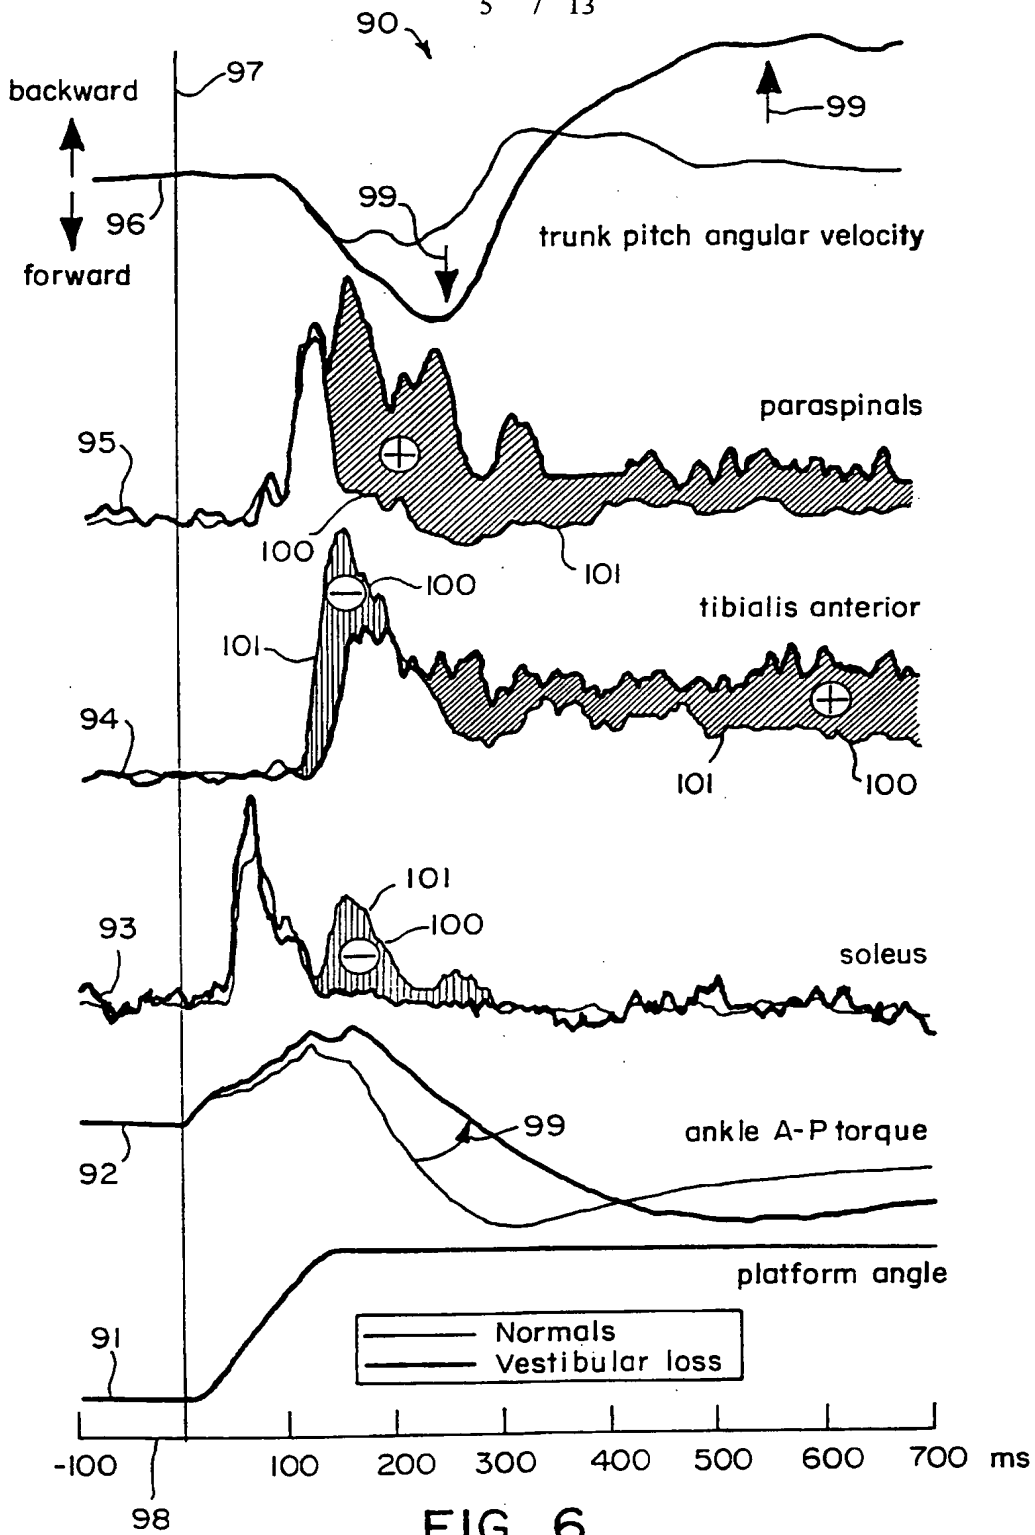 5 / 13
90
97
backward
99
99
96
trunk pitch angular velocity
forward
paraspinals
95
+
100
101
100
−
tibialis anterior
101
94
+
101
100
101
100
93
−
soleus
99
ankle A-P torque
92
platform angle
91
Normals
Vestibular loss
-100 100 200 300 400 500 600 700 ms
98
FIG. 6